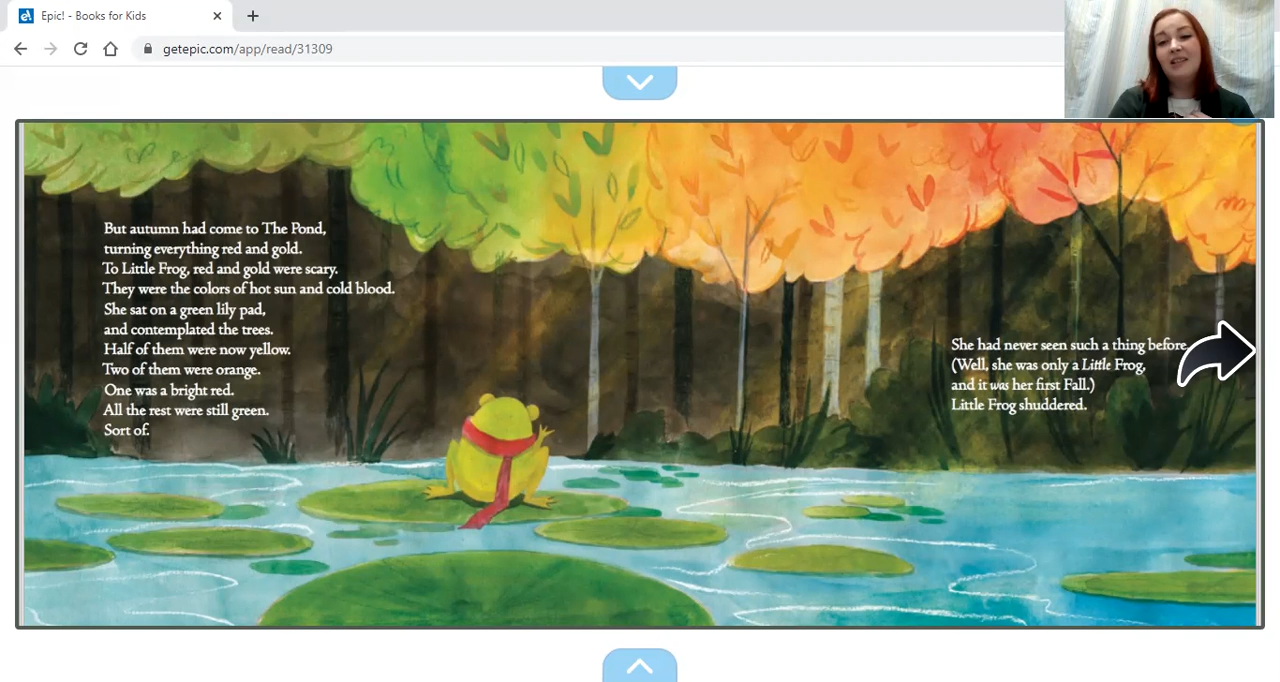 Epic! - Books for Kids
getepic.com/app/read/31309
But autumn had come to The Pond,
turning everything red and gold.
To Little Frog, red and gold were scary.
They were the colors of hot sun and cold blood.
She sat on a green lily pad,
and contemplated the trees.
Half of them were now yellow.
Two of them were orange.
One was a bright red.
All the rest were still green.
Sort of.
She had never seen such a thing before.
(Well, she was only a Little Frog,
and it was her first Fall.)
Little Frog shuddered.